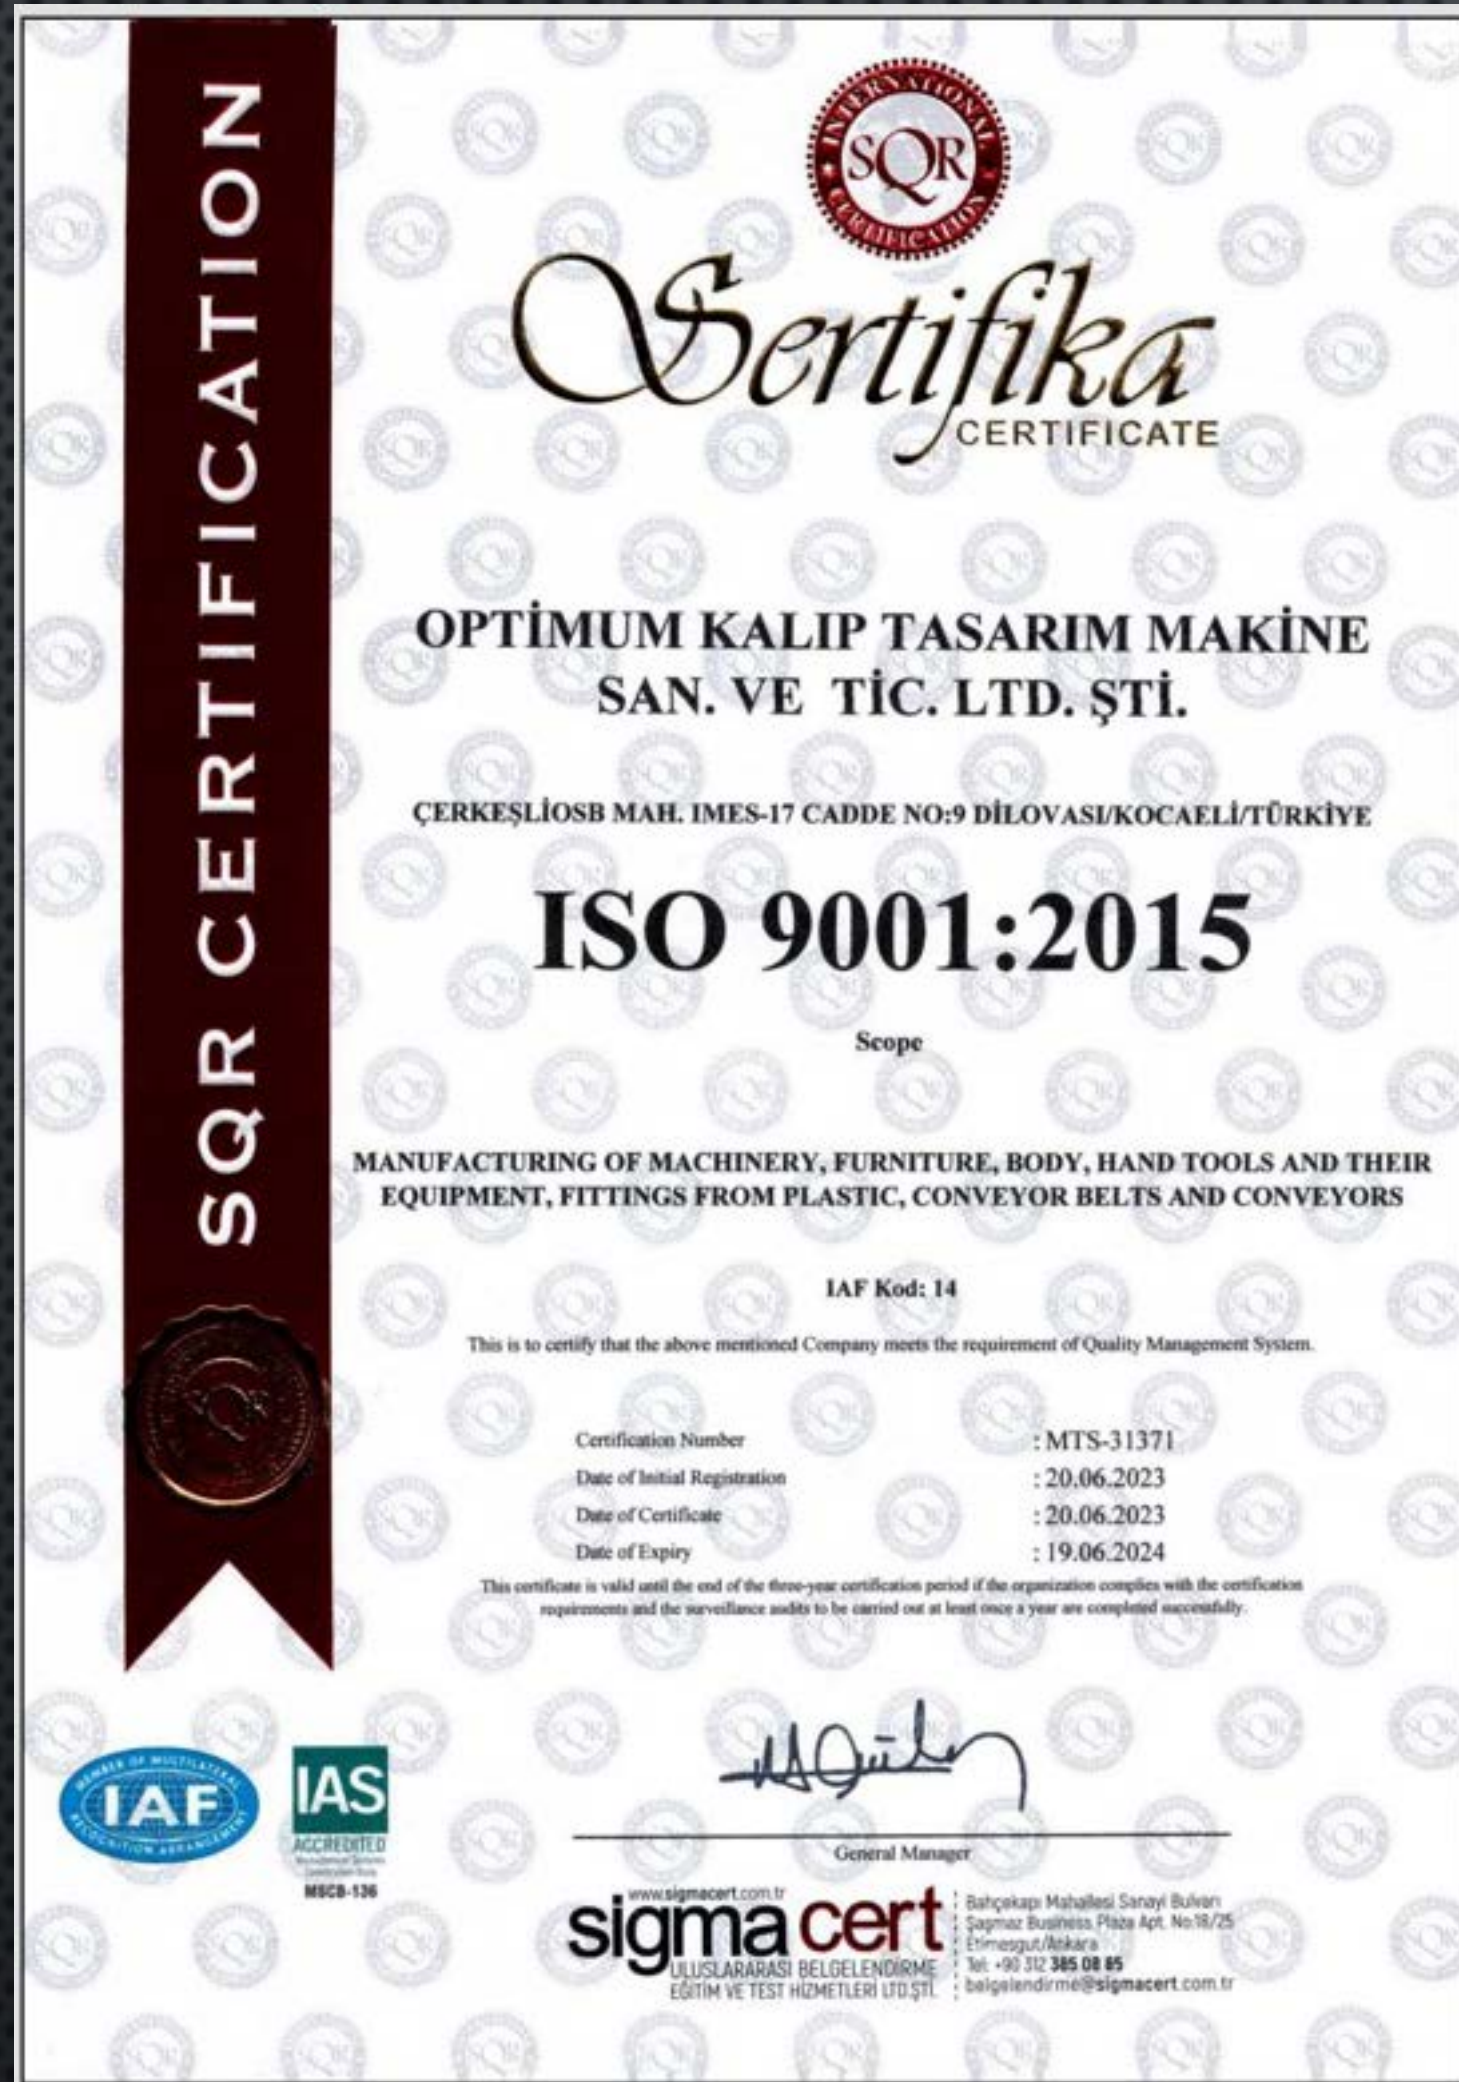 SQR CERTIFICATION
INTERNATIONAL
SQR
CERTIFICATION
Sertifika
CERTIFICATE
OPTİMUM KALIP TASARIM MAKİNE
SAN. VE TİC. LTD. ŞTİ.
ÇERKEŞLİOSB MAH. IMES-17 CADDE NO:9 DİLOVASI/KOCAELİ/TÜRKİYE
ISO 9001:2015
Scope
MANUFACTURING OF MACHINERY, FURNITURE, BODY, HAND TOOLS AND THEIR
EQUIPMENT, FITTINGS FROM PLASTIC, CONVEYOR BELTS AND CONVEYORS
IAF Kod: 14
This is to certify that the above mentioned Company meets the requirement of Quality Management System.
Certification Number : MTS-31371
Date of Initial Registration : 20.06.2023
Date of Certificate : 20.06.2023
Date of Expiry : 19.06.2024
This certificate is valid until the end of the three-year certification period if the organization complies with the certification
requirements and the surveillance audits to be carried out at least once a year are completed successfully.
MEMBER OF MULTILATERAL
IAF
RECOGNITION ARRANGEMENT
IAS
ACCREDITED
MSCB-136
General Manager
www.sigmacert.com.tr
sigma cert
ULUSLARARASI BELGELENDİRME
EĞİTİM VE TEST HİZMETLERİ LTD.ŞTİ.
Bahçekapı Mahallesi Sanayi Bulvarı
Şaşmaz Business Plaza Apt. No:18/25
Etimesgut/Ankara
Tel: +90 312 385 08 85
belgelendirme@sigmacert.com.tr